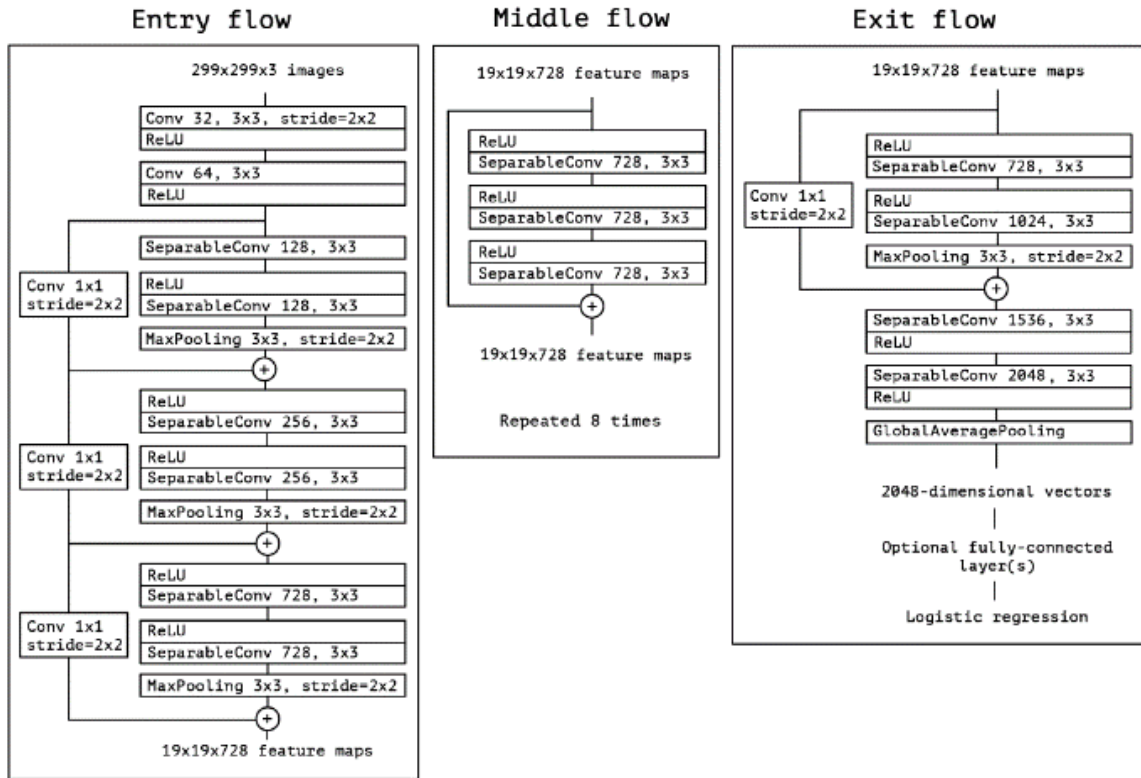 Entry flow
299x299x3 images
Conv 32, 3x3, stride=2x2
ReLU
Conv 64, 3x3
ReLU
SeparableConv 128, 3x3
Conv 1x1
stride=2x2
ReLU
SeparableConv 128, 3x3
MaxPooling 3x3, stride=2x2
+
ReLU
SeparableConv 256, 3x3
Conv 1x1
stride=2x2
ReLU
SeparableConv 256, 3x3
MaxPooling 3x3, stride=2x2
+
ReLU
SeparableConv 728, 3x3
Conv 1x1
stride=2x2
ReLU
SeparableConv 728, 3x3
MaxPooling 3x3, stride=2x2
+
19x19x728 feature maps
Middle flow
19x19x728 feature maps
ReLU
SeparableConv 728, 3x3
ReLU
SeparableConv 728, 3x3
ReLU
SeparableConv 728, 3x3
+
19x19x728 feature maps
Repeated 8 times
Exit flow
19x19x728 feature maps
ReLU
SeparableConv 728, 3x3
Conv 1x1
stride=2x2
ReLU
SeparableConv 1024, 3x3
MaxPooling 3x3, stride=2x2
+
SeparableConv 1536, 3x3
ReLU
SeparableConv 2048, 3x3
ReLU
GlobalAveragePooling
2048-dimensional vectors
Optional fully-connected
layer(s)
Logistic regression